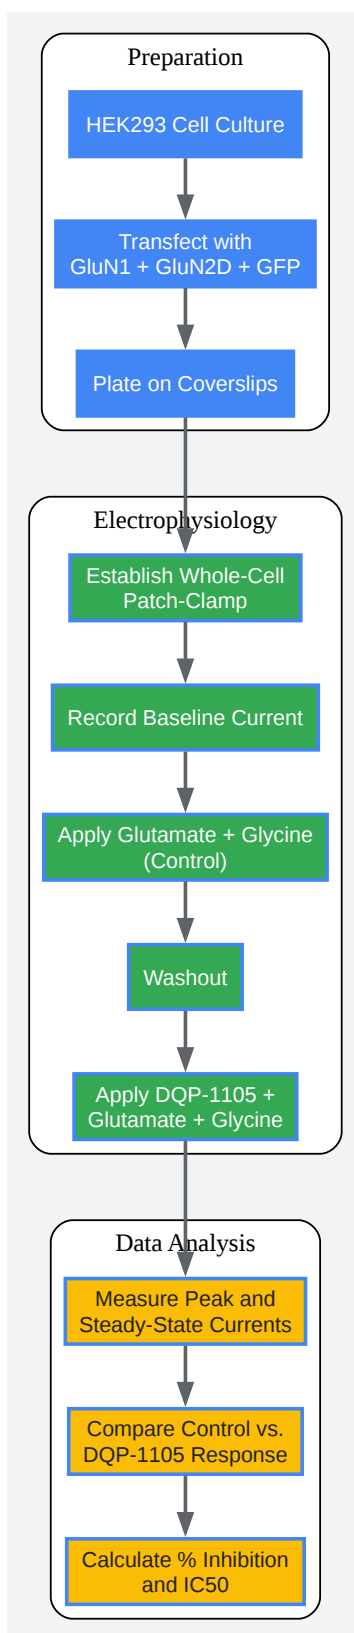 Preparation
HEK293 Cell Culture
Transfect with
GluN1 + GluN2D + GFP
Plate on Coverslips
Electrophysiology
Establish Whole-Cell
Patch-Clamp
Record Baseline Current
Apply Glutamate + Glycine
(Control)
Washout
Apply DQP-1105 +
Glutamate + Glycine
Data Analysis
Measure Peak and
Steady-State Currents
Compare Control vs.
DQP-1105 Response
Calculate % Inhibition
and IC50